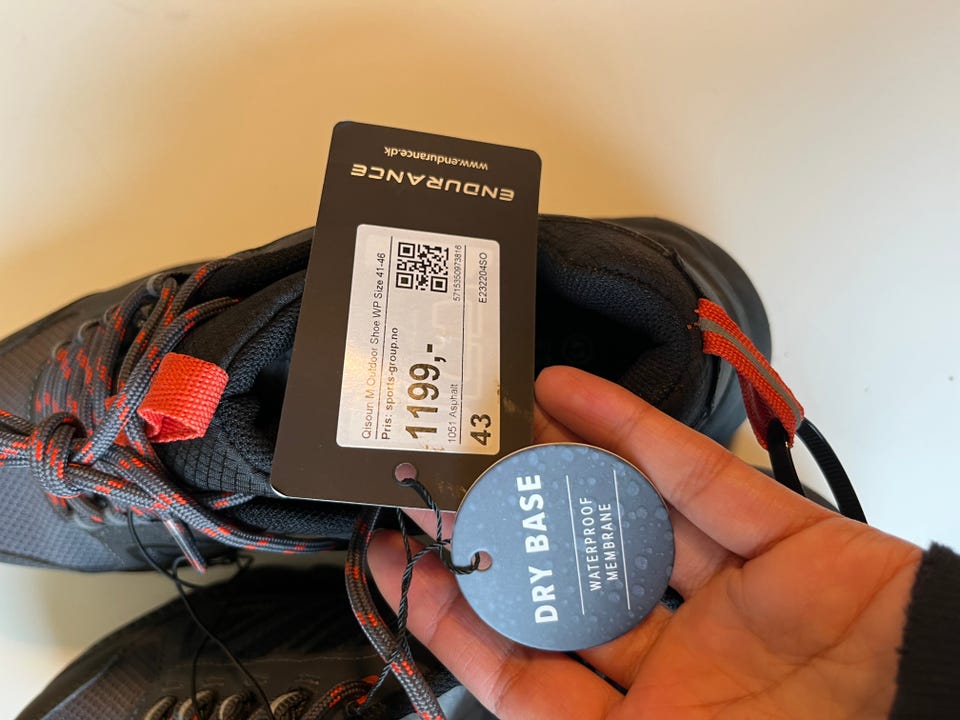 www.endurance.dk
ENDURANCE
Qisoun M Outdoor Shoe WP Size 41-46
Pris: sports-group.no
1199,-
1051 Asphalt
43
5715350973816
E232204SO
DRY BASE
WATERPROOF
MEMBRANE